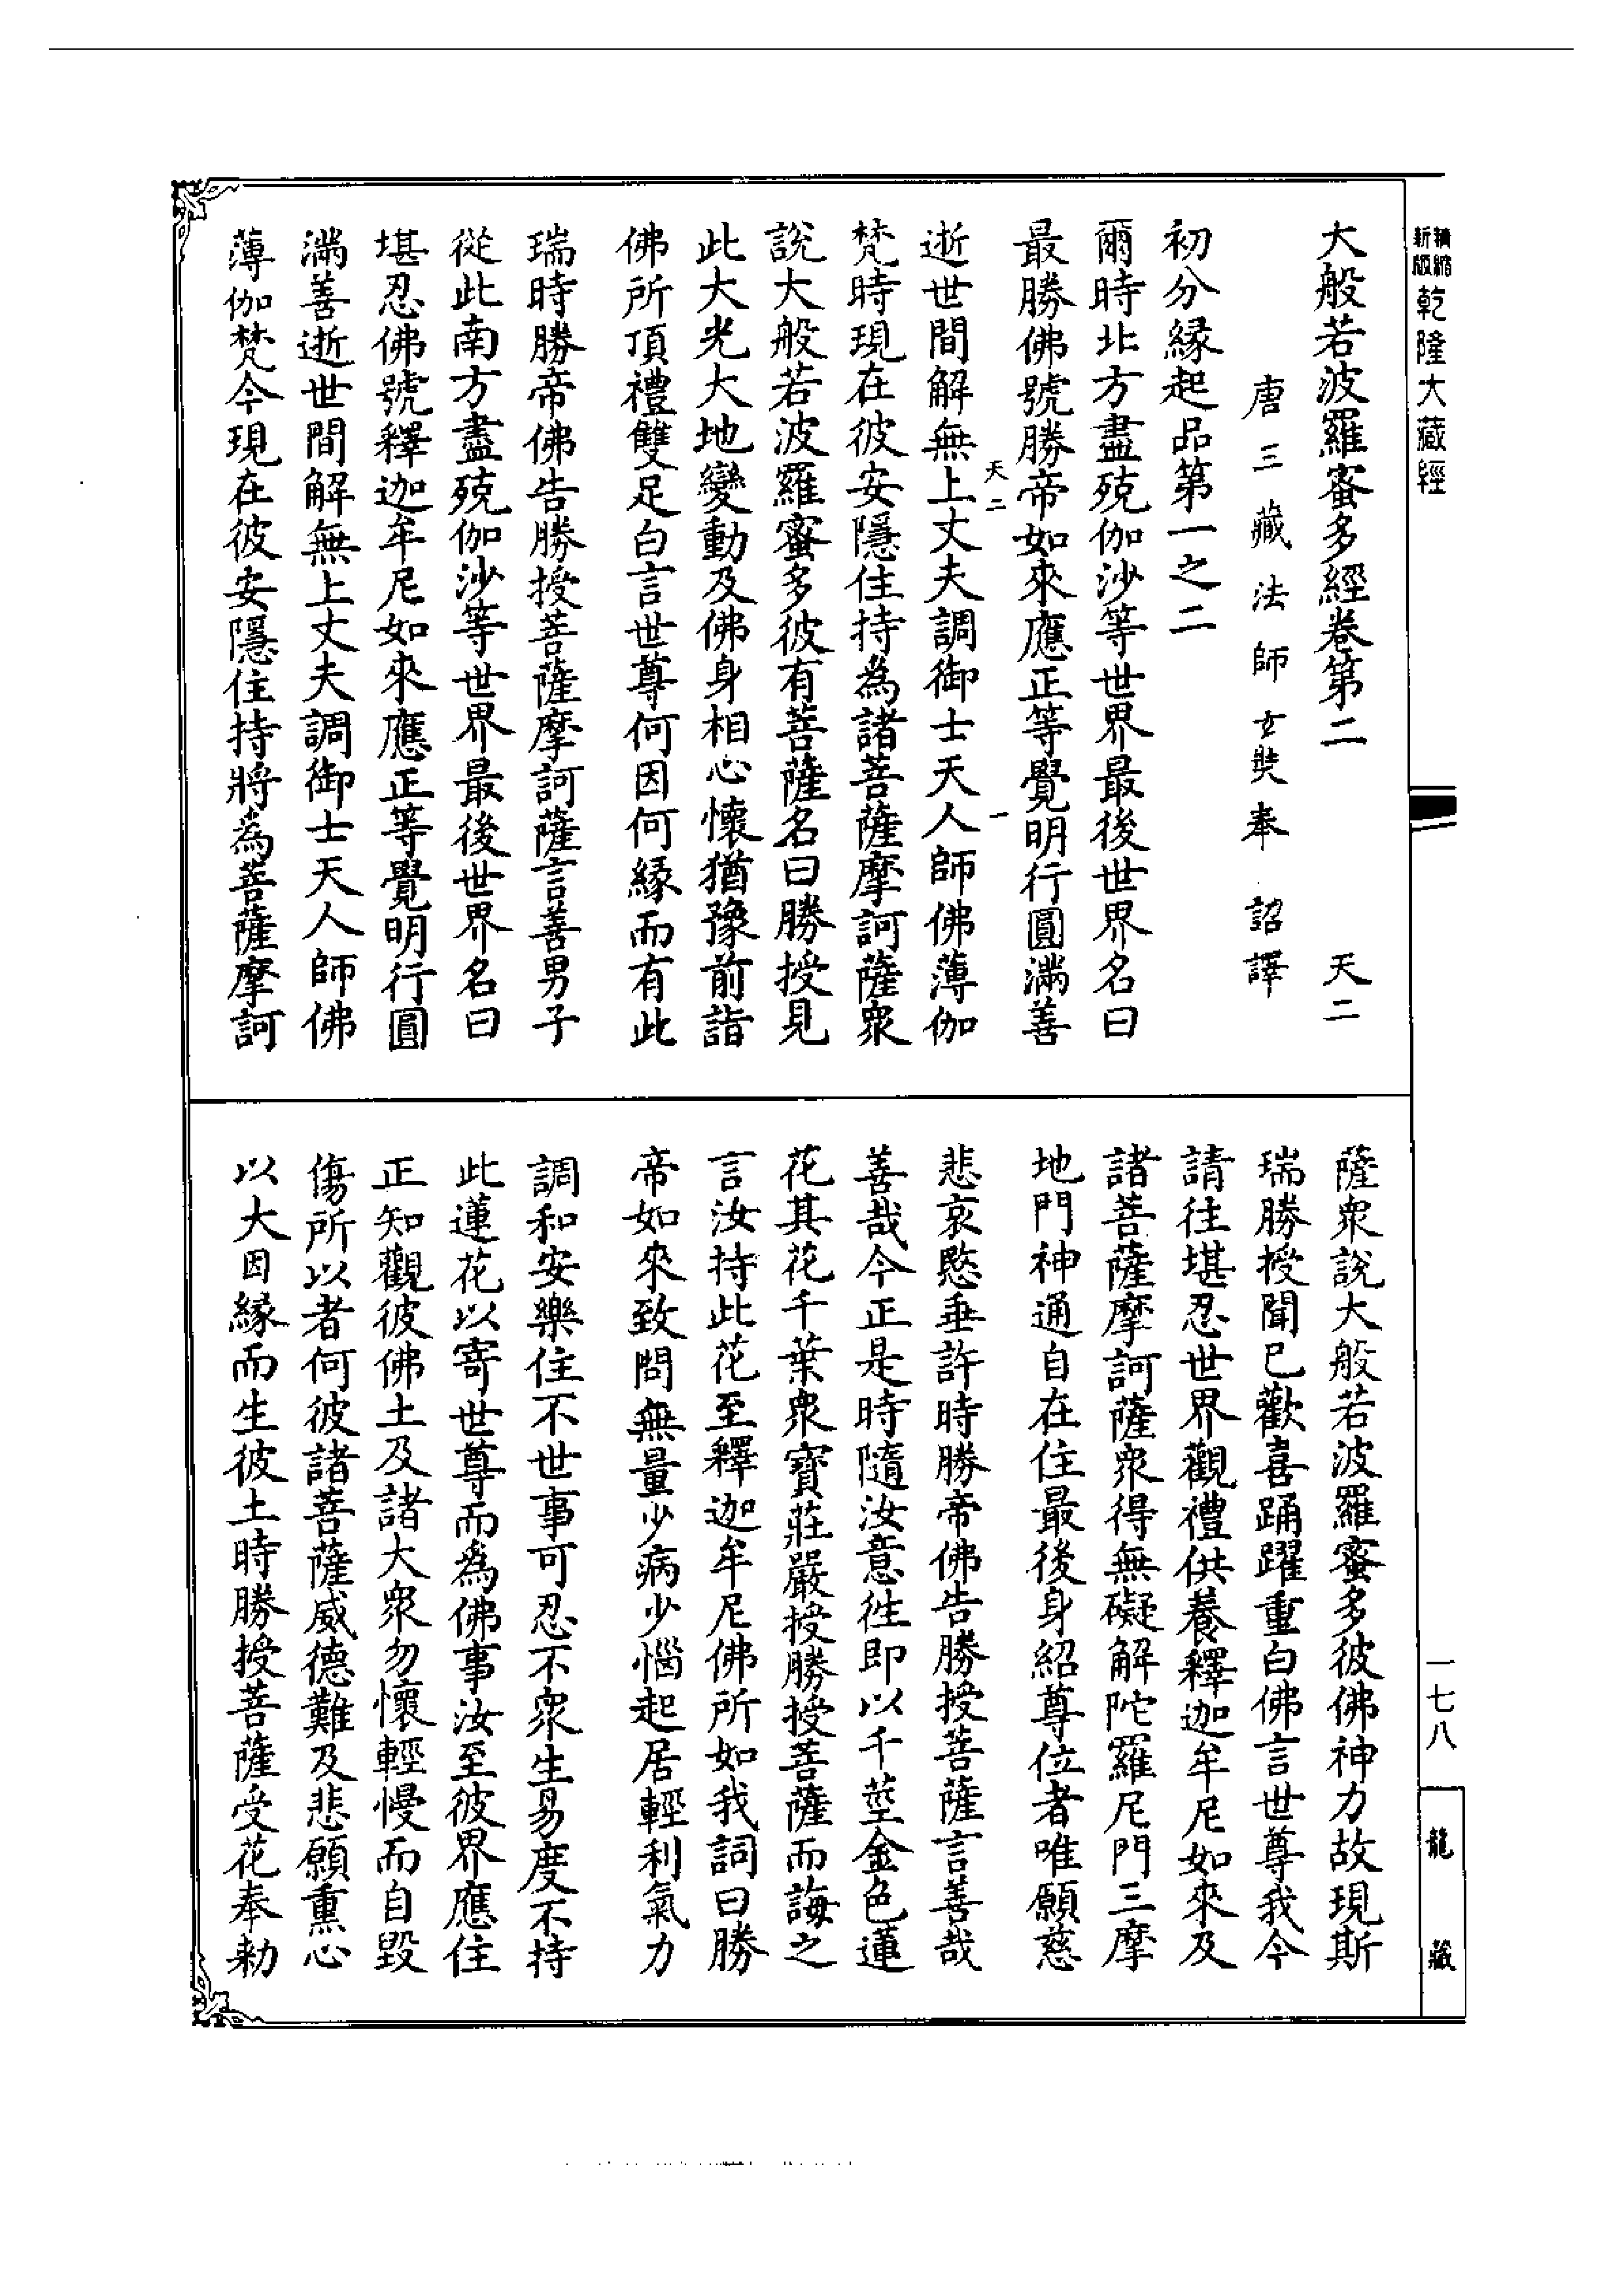 精縮新版乾隆大藏經
大般若波羅蜜多經卷第二　天二
唐三藏法師玄奘奉　詔譯
初分緣起品第一之二
爾時北方盡殑伽沙等世界最後世界名曰
最勝佛號勝帝如來應正等覺明行圓滿善
天二　一
逝世間解無上丈夫調御士天人師佛薄伽
梵時現在彼安隱住持為諸菩薩摩訶薩眾
說大般若波羅蜜多彼有菩薩名曰勝授見
此大光大地變動及佛身相心懷猶豫前詣
佛所頂禮雙足白言世尊何因何緣而有此
瑞時勝帝佛告勝授菩薩摩訶薩言善男子
從此南方盡殑伽沙等世界最後世界名曰
堪忍佛號釋迦牟尼如來應正等覺明行圓
滿善逝世間解無上丈夫調御士天人師佛
薄伽梵今現在彼安隱住持將為菩薩摩訶
薩眾說大般若波羅蜜多彼佛神力故現斯
瑞勝授聞已歡喜踊躍重白佛言世尊我今
請往堪忍世界觀禮供養釋迦牟尼如來及
諸菩薩摩訶薩眾得無礙解陀羅尼門三摩
地門神通自在住最後身紹尊位者唯願慈
悲哀愍垂許時勝帝佛告勝授菩薩言善哉
善哉今正是時隨汝意往即以千莖金色蓮
花其花千葉眾寶莊嚴授勝授菩薩而誨之
言汝持此花至釋迦牟尼佛所如我詞曰勝
帝如來致問無量少病少惱起居輕利氣力
調和安樂住不世事可忍不眾生易度不持
此蓮花以寄世尊而為佛事汝至彼界應住
正知觀彼佛土及諸大眾勿懷輕慢而自毀
傷所以者何彼諸菩薩威德難及悲願熏心
以大因緣而生彼土時勝授菩薩受花奉勅
一七八
龍藏